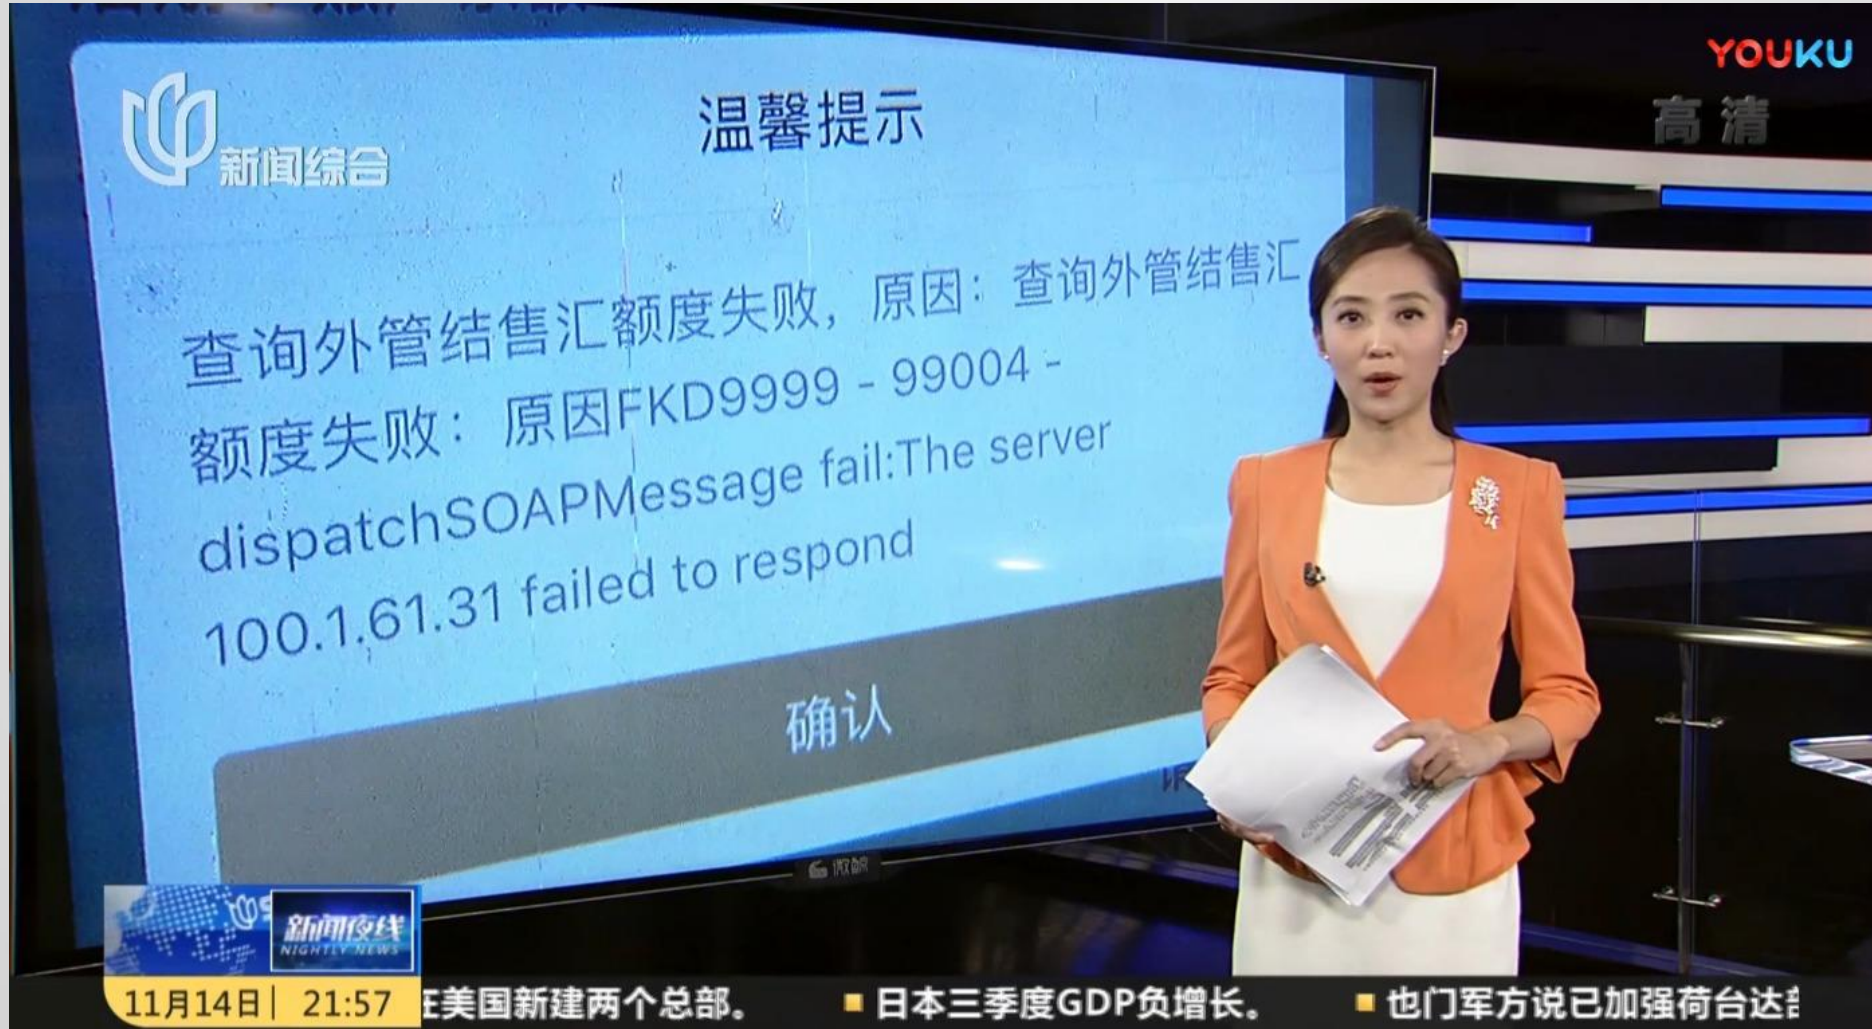 YOUKU
高清
新闻综合
温馨提示
查询外管结售汇额度失败，原因：查询外管结售汇
额度失败：原因FKD9999 - 99004 -
dispatchSOAPMessage fail:The server
100.1.61.31 failed to respond
确认
微鲸
新闻夜线
NIGHTLY NEWS
11月14日 21:57
在美国新建两个总部。 日本三季度GDP负增长。 也门军方说已加强荷台达